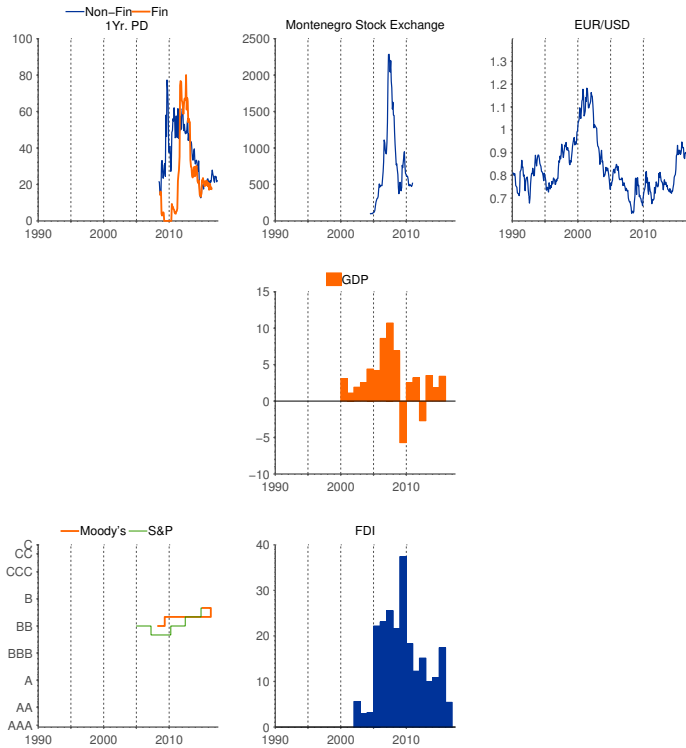 Non−Fin Fin
1Yr. PD
100
80
60
40
20
0
1990 2000 2010
Montenegro Stock Exchange
2500
2000
1500
1000
500
0
1990 2000 2010
EUR/USD
1.3
1.2
1.1
1
0.9
0.8
0.7
1990 2000 2010
GDP
15
10
5
0
−5
−10
1990 2000 2010
Moody's S&P
C
CC
CCC
B
BB
BBB
A
AA
AAA
1990 2000 2010
FDI
40
30
20
10
0
1990 2000 2010